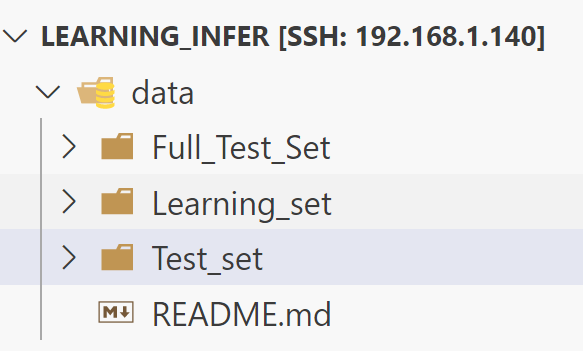 LEARNING_INFER [SSH: 192.168.1.140]
data
Full_Test_Set
Learning_set
Test_set
README.md